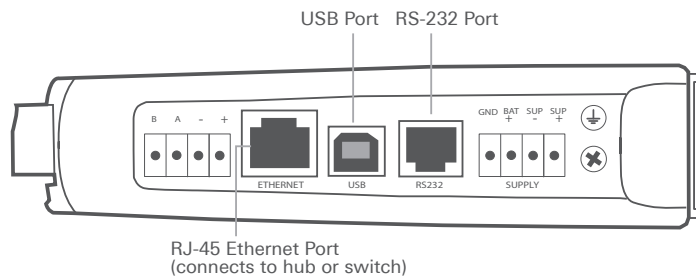 USB Port RS-232 Port
B A - +
GND BAT + SUP - SUP +
ETHERNET USB RS232 SUPPLY
RJ-45 Ethernet Port
(connects to hub or switch)